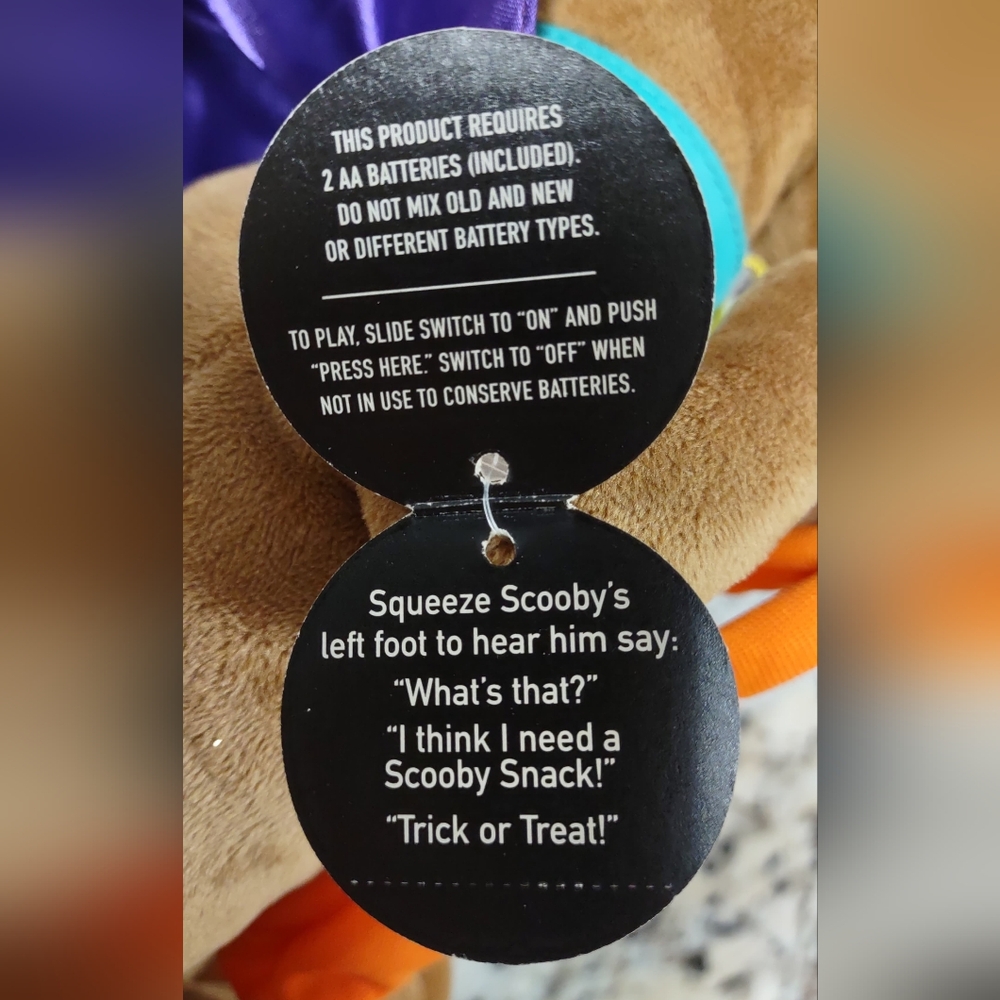 THIS PRODUCT REQUIRES
2 AA BATTERIES (INCLUDED).
DO NOT MIX OLD AND NEW
OR DIFFERENT BATTERY TYPES.
TO PLAY, SLIDE SWITCH TO “ON” AND PUSH
“PRESS HERE.” SWITCH TO “OFF” WHEN
NOT IN USE TO CONSERVE BATTERIES.
Squeeze Scooby’s
left foot to hear him say:
“What’s that?”
“I think I need a
Scooby Snack!”
“Trick or Treat!”